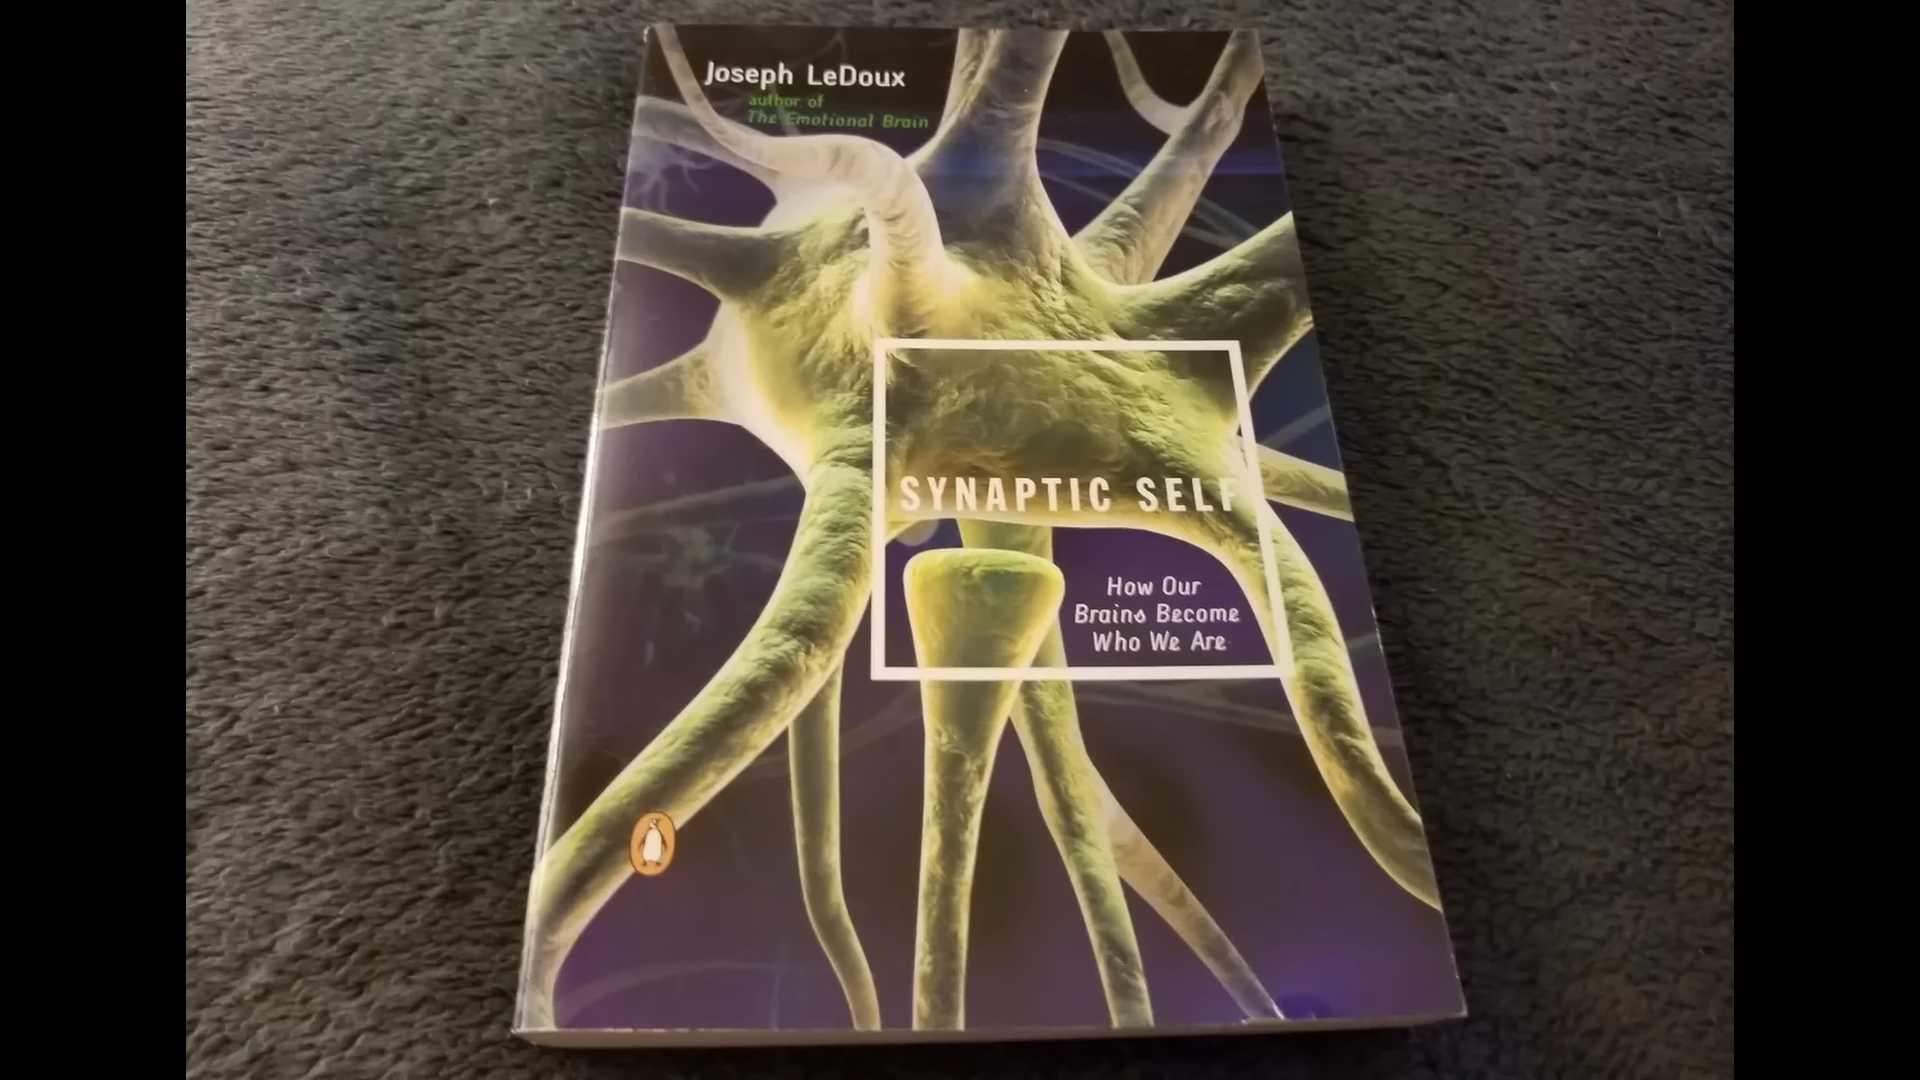 Joseph LeDoux
author of
The Emotional Brain
SYNAPTIC SELF
How Our
Brains Become
Who We Are